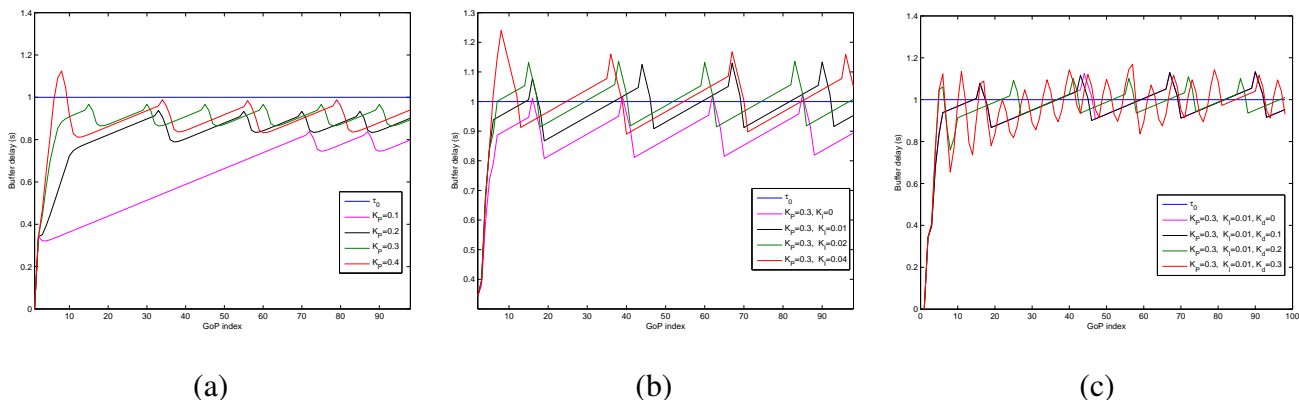 1.4
1.2
1
0.8
0.6
0.4
0.2
0
Buffer delay (s)
10 20 30 40 50 60 70 80 90
GoP index
τ0
KP=0.1
KP=0.2
KP=0.3
KP=0.4
(a)
1.3
1.2
1.1
1
0.9
0.8
0.7
0.6
0.5
0.4
Buffer delay (s)
10 20 30 40 50 60 70 80 90
GoP index
τ0
KP=0.3, KI=0
KP=0.3, KI=0.01
KP=0.3, KI=0.02
KP=0.3, KI=0.04
(b)
1.4
1.2
1
0.8
0.6
0.4
0.2
0
Buffer delay (s)
0 10 20 30 40 50 60 70 80 90 100
GoP index
τ0
KP=0.3, KI=0.01, Kd=0
KP=0.3, KI=0.01, Kd=0.1
KP=0.3, KI=0.01, Kd=0.2
KP=0.3, KI=0.01, Kd=0.3
(c)